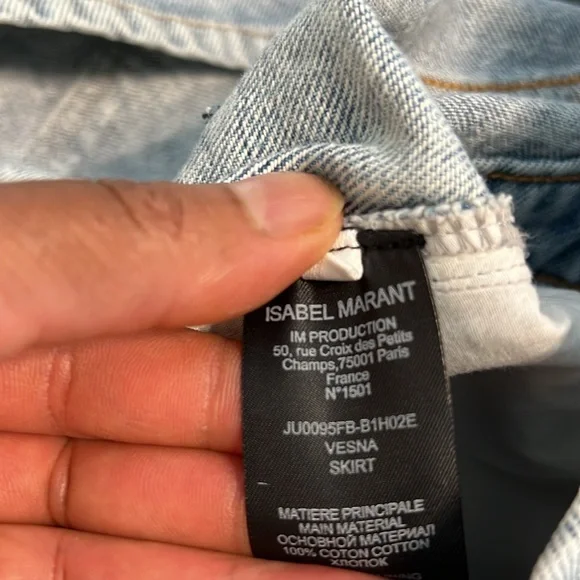 ISABEL MARANT
IM PRODUCTION
50, rue Croix des Petits
Champs,75001 Paris
France
N°1501
JU0095FB-B1H02E
VESNA
SKIRT
MATIERE PRINCIPALE
MAIN MATERIAL
ОСНОВНОЙ МАТЕРИАЛ
100% COTON COTTON
ХЛОПОК